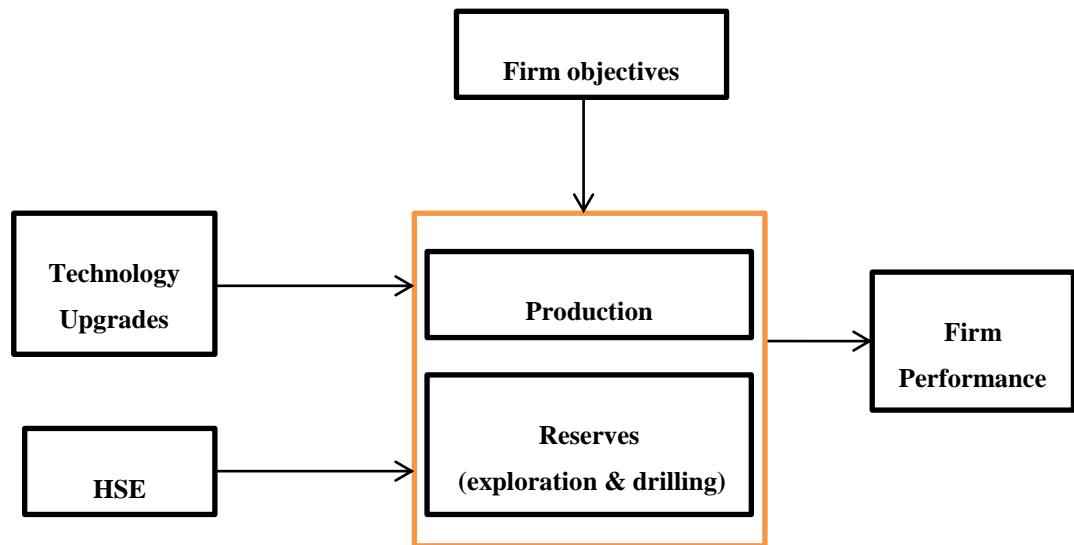 Firm objectives
Technology
Upgrades
Production
Firm
Performance
Reserves
(exploration & drilling)
HSE